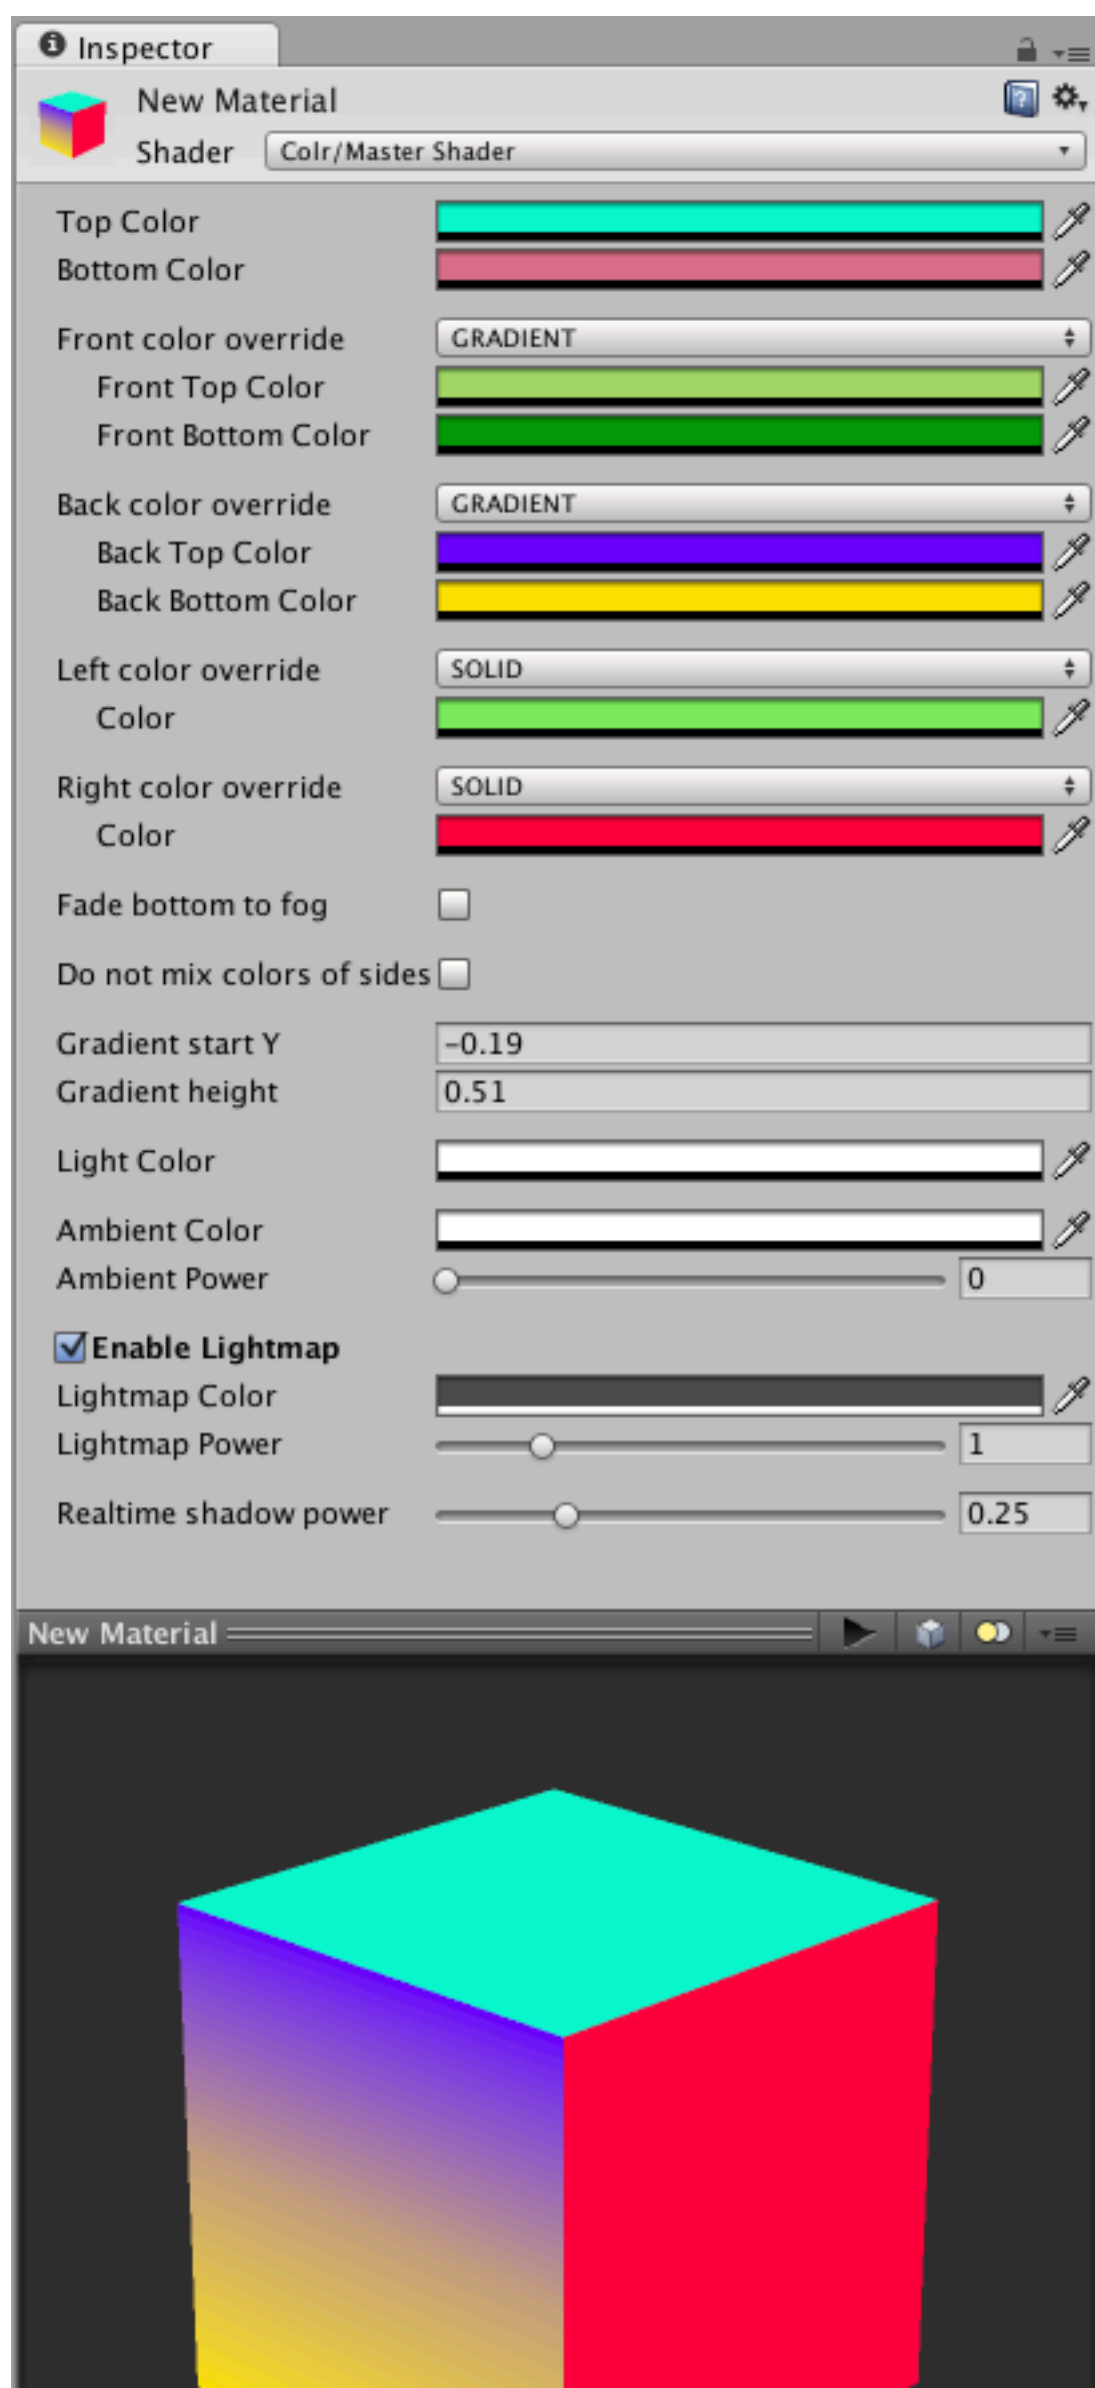 Inspector
New Material
Shader Colr/Master Shader
Top Color
Bottom Color
Front color override GRADIENT
Front Top Color
Front Bottom Color
Back color override GRADIENT
Back Top Color
Back Bottom Color
Left color override SOLID
Color
Right color override SOLID
Color
Fade bottom to fog
Do not mix colors of sides
Gradient start Y -0.19
Gradient height 0.51
Light Color
Ambient Color
Ambient Power 0
Enable Lightmap
Lightmap Color
Lightmap Power 1
Realtime shadow power 0.25
New Material